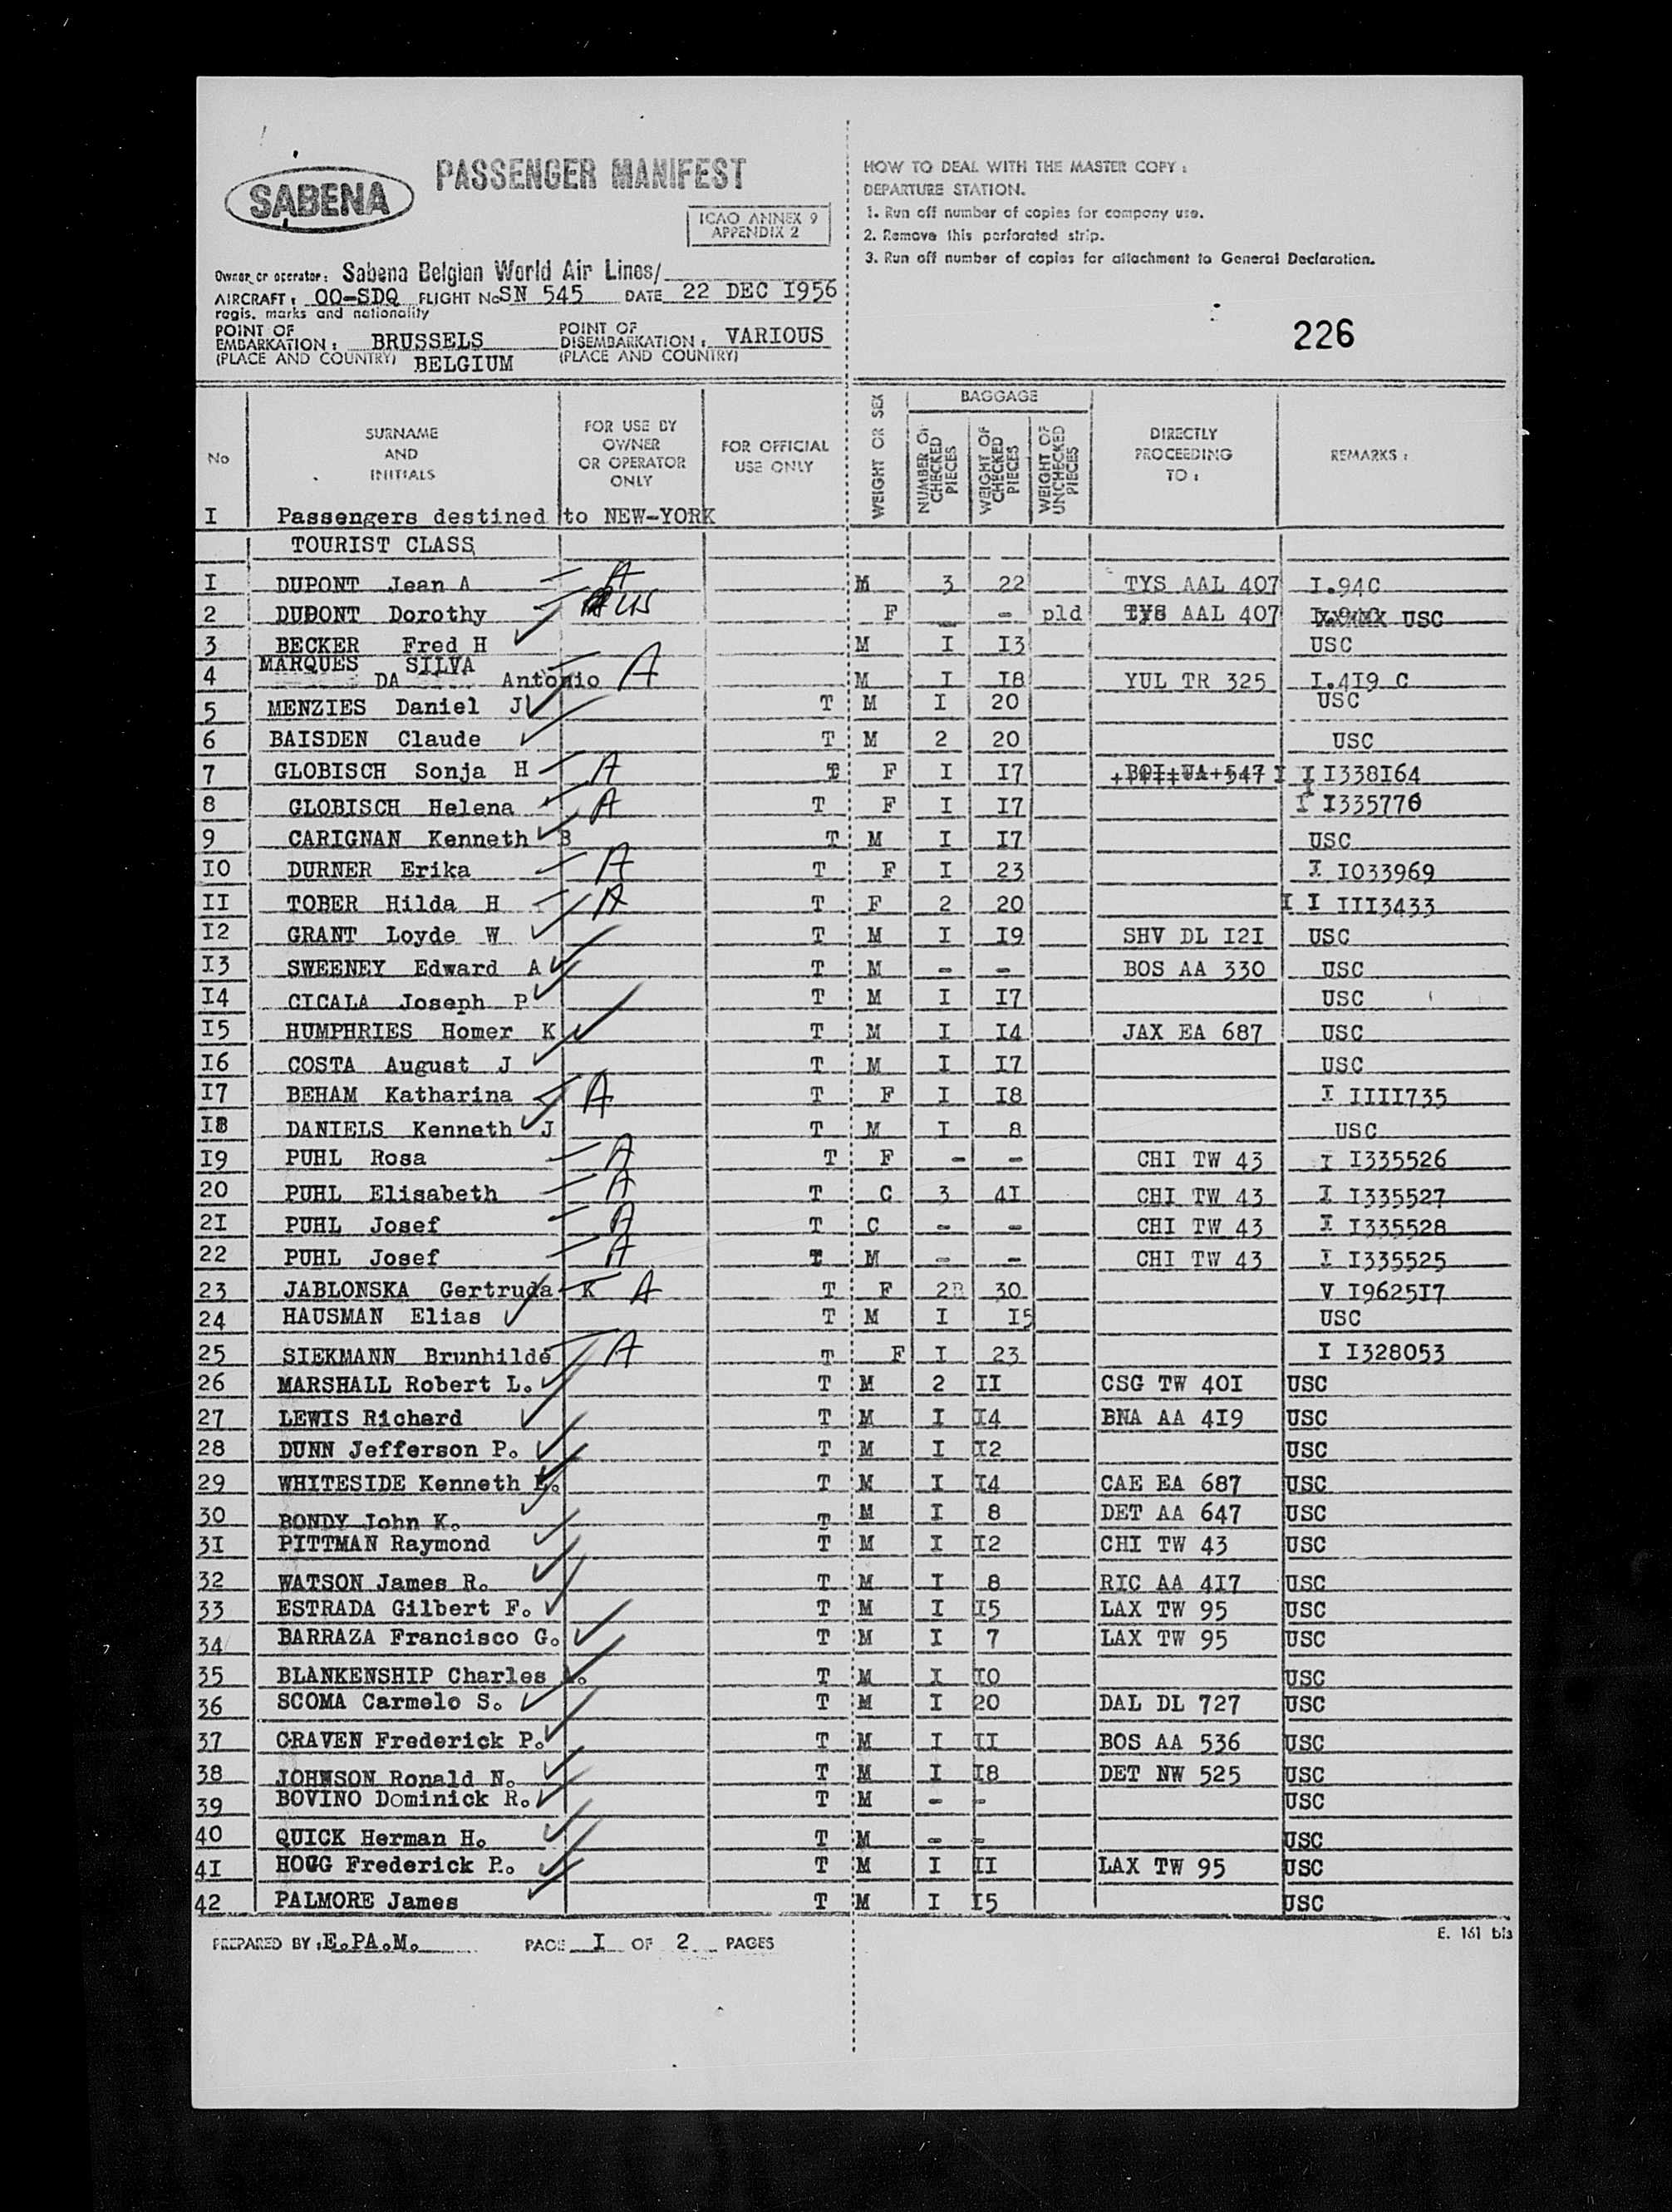 SABENA
PASSENGER MANIFEST
ICAO ANNEX 9
APPENDIX 2
Owner or operator: Sabena Belgian World Air Lines/
AIRCRAFT: OO-SDQ FLIGHT No SN 545 DATE 22 DEC I956
regis. marks and nationality
POINT OF EMBARKATION: BRUSSELS POINT OF DISEMBARKATION: VARIOUS
(PLACE AND COUNTRY) BELGIUM (PLACE AND COUNTRY)
HOW TO DEAL WITH THE MASTER COPY:
DEPARTURE STATION.
1. Run off number of copies for company use.
2. Remove this perforated strip.
3. Run off number of copies for attachment to General Declaration.
226
No SURNAME AND INITIALS FOR USE BY OWNER OR OPERATOR ONLY FOR OFFICIAL USE ONLY WEIGHT OR SEX BAGGAGE NUMBER OF CHECKED PIECES WEIGHT OF CHECKED PIECES WEIGHT OF UNCHECKED PIECES DIRECTLY PROCEEDING TO: REMARKS:
I Passengers destined to NEW-YORK
TOURIST CLASS
I DUPONT Jean A A M 3 22 TYS AAL 407 I.94C
2 DUPONT Dorothy US F _ - pld TYS AAL 407 USC
3 BECKER Fred H M I I3 USC
4 MARQUES DA SILVA Antonio A M I I8 YUL TR 325 I.4I9 C
5 MENZIES Daniel J T M I 20 USC
6 BAISDEN Claude T M 2 20 USC
7 GLOBISCH Sonja H A T F I I7 BOI UA 547 I I I338I64
8 GLOBISCH Helena A T F I I7 I I335776
9 CARIGNAN Kenneth B T M I I7 USC
I0 DURNER Erika A T F I 23 I I033969
II TOBER Hilda H A T F 2 20 I I III3433
I2 GRANT Loyde W T M I I9 SHV DL I2I USC
I3 SWEENEY Edward A T M - - BOS AA 330 USC
I4 CICALA Joseph P T M I I7 USC
I5 HUMPHRIES Homer K T M I I4 JAX EA 687 USC
I6 COSTA August J T M I I7 USC
I7 BEHAM Katharina A T F I I8 I IIII735
I8 DANIELS Kenneth J T M I 8 USC
I9 PUHL Rosa A T F - - CHI TW 43 I I335526
20 PUHL Elisabeth A T C 3 4I CHI TW 43 I I335527
2I PUHL Josef A T C - - CHI TW 43 I I335528
22 PUHL Josef A T M - - CHI TW 43 I I335525
23 JABLONSKA Gertruda K A T F 2 30 V I9625I7
24 HAUSMAN Elias T M I I5 USC
25 SIEKMANN Brunhilde A T F I 23 I I328053
26 MARSHALL Robert L. T M 2 II CSG TW 40I USC
27 LEWIS Richard T M I I4 BNA AA 4I9 USC
28 DUNN Jefferson P. T M I I2 USC
29 WHITESIDE Kenneth T M I I4 CAE EA 687 USC
30 BONDY John K. T M I 8 DET AA 647 USC
3I PITTMAN Raymond T M I I2 CHI TW 43 USC
32 WATSON James R. T M I 8 RIC AA 4I7 USC
33 ESTRADA Gilbert F. T M I I5 LAX TW 95 USC
34 BARRAZA Francisco G. T M I 7 LAX TW 95 USC
35 BLANKENSHIP Charles T M I I0 USC
36 SCOMA Carmelo S. T M I 20 DAL DL 727 USC
37 CRAVEN Frederick P. T M I II BOS AA 536 USC
38 JOHNSON Ronald N. T M I I8 DET NW 525 USC
39 BOVINO Dominick R. T M - - USC
40 QUICK Herman H. T M - - USC
4I HOGG Frederick P. T M I II LAX TW 95 USC
42 PALMORE James T M I I5 USC
PREPARED BY: E.PA.M. PAGE I OF 2 PAGES
E. 161 bis